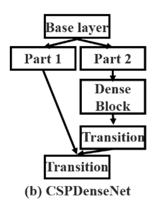 Base layer
Part 1 Part 2
Dense
Block
Transition
Transition
(b) CSPDenseNet